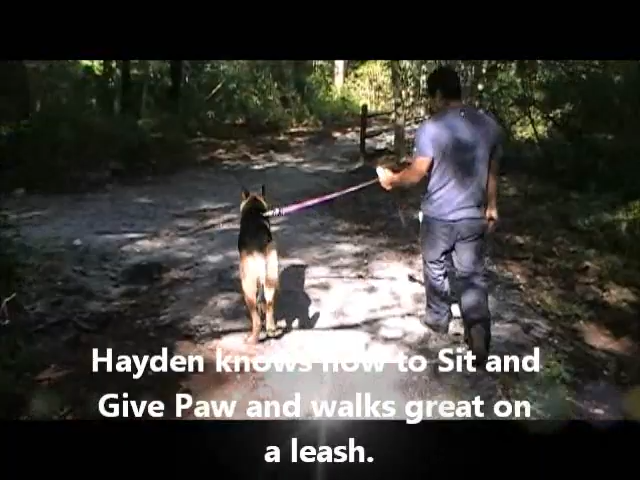 Hayden knows how to Sit and
Give Paw and walks great on
a leash.